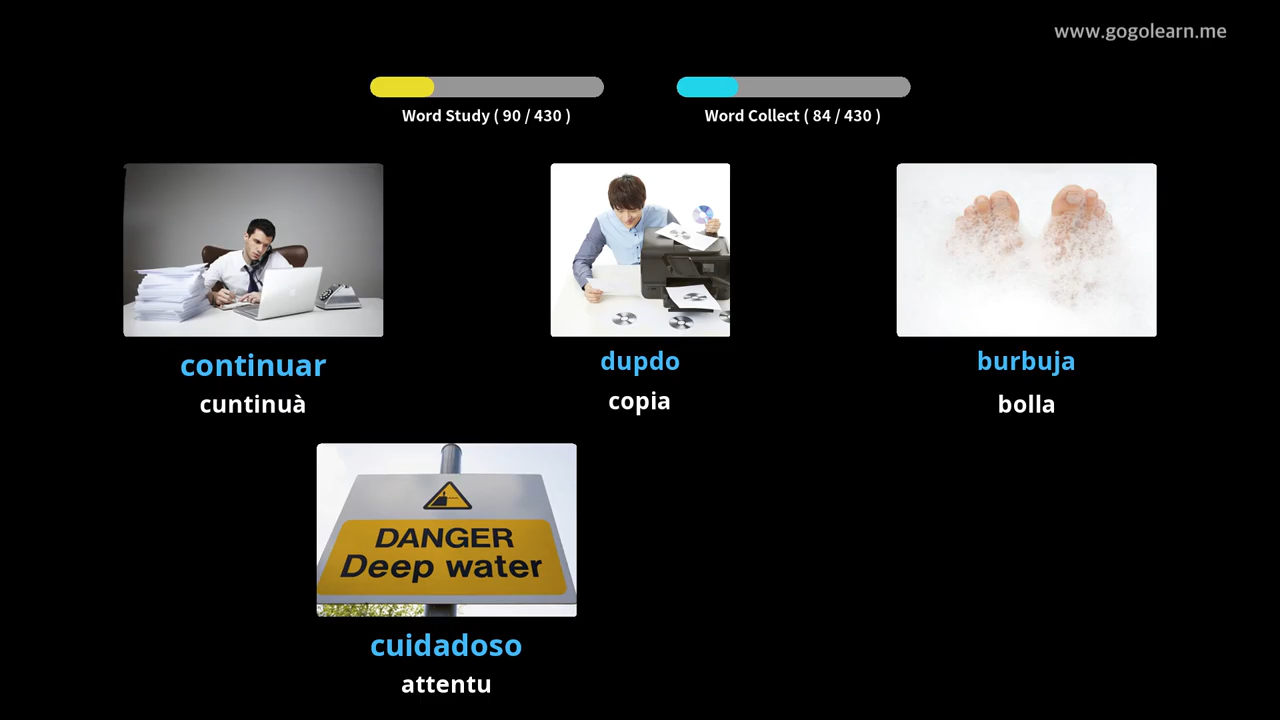 www.gogolearn.me
Word Study ( 90 / 430 )
Word Collect ( 84 / 430 )
continuar
cuntinuà
dupdo
copia
burbuja
bolla
DANGER
Deep water
cuidadoso
attentu